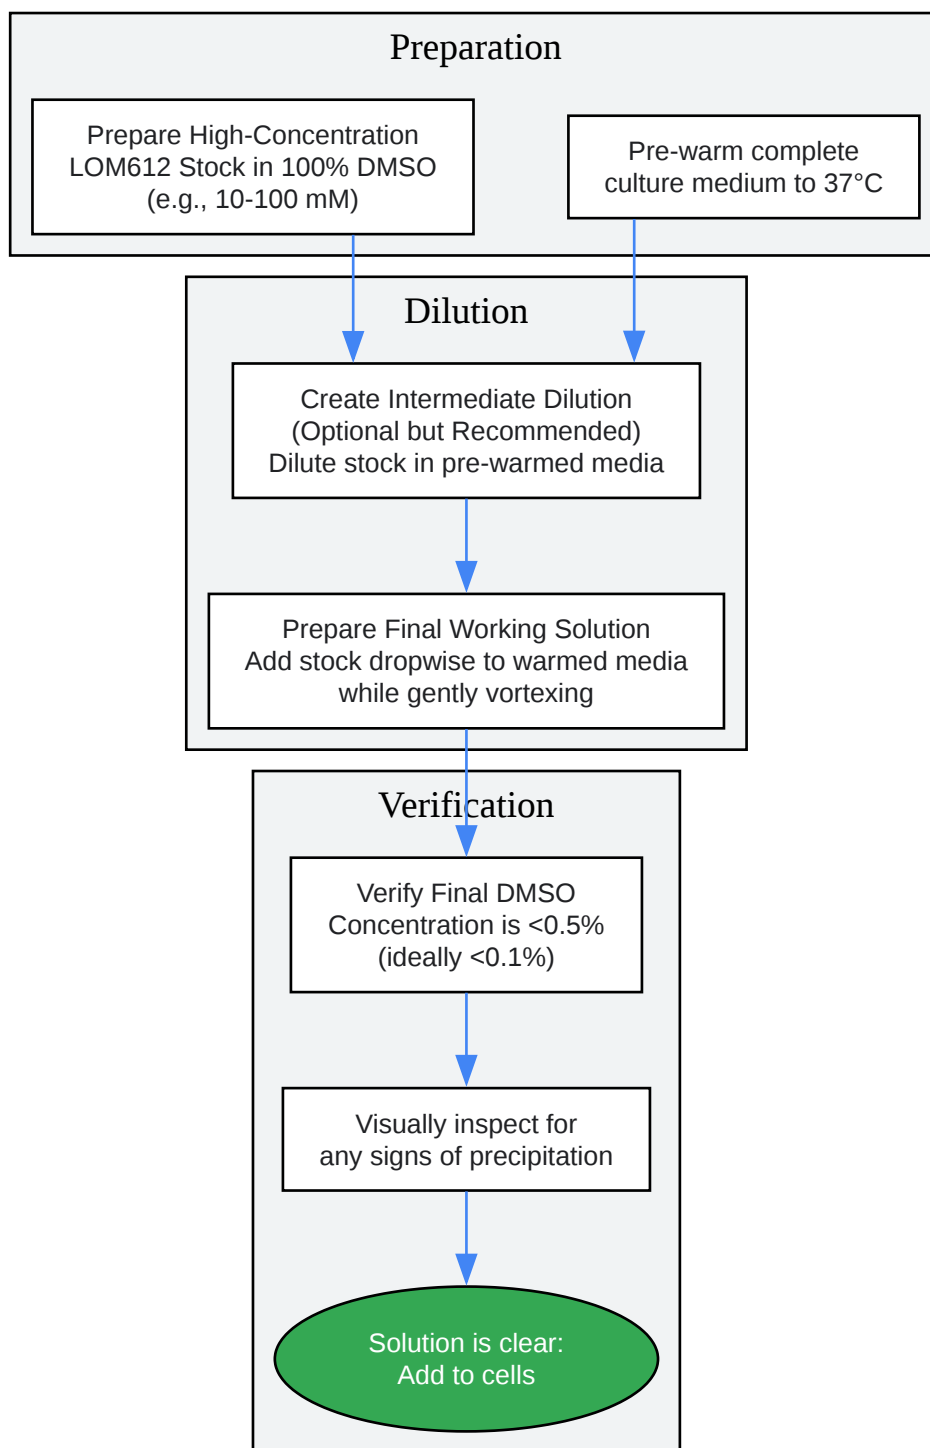 Preparation
Prepare High-Concentration
LOM612 Stock in 100% DMSO
(e.g., 10-100 mM)
Pre-warm complete
culture medium to 37°C
Dilution
Create Intermediate Dilution
(Optional but Recommended)
Dilute stock in pre-warmed media
Prepare Final Working Solution
Add stock dropwise to warmed media
while gently vortexing
Verification
Verify Final DMSO
Concentration is <0.5%
(ideally <0.1%)
Visually inspect for
any signs of precipitation
Solution is clear:
Add to cells